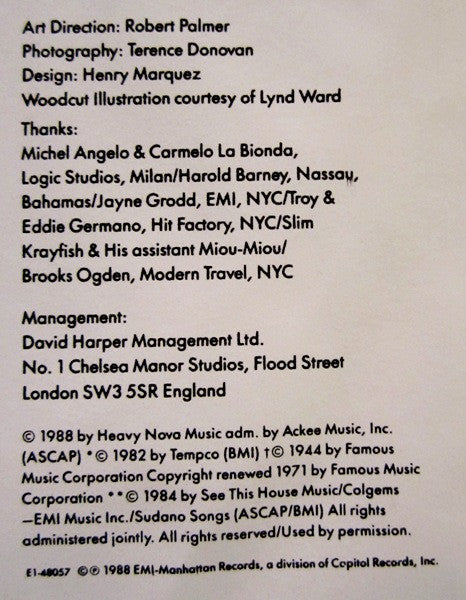 Art Direction: Robert Palmer
Photography: Terence Donovan
Design: Henry Marquez
Woodcut Illustration courtesy of Lynd Ward
Thanks:
Michel Angelo & Carmelo La Bionda,
Logic Studios, Milan/Harold Barney, Nassau,
Bahamas/Jayne Grodd, EMI, NYC/Troy &
Eddie Germano, Hit Factory, NYC/Slim
Krayfish & His assistant Miou-Miou/
Brooks Ogden, Modern Travel, NYC
Management:
David Harper Management Ltd.
No. 1 Chelsea Manor Studios, Flood Street
London SW3 5SR England
© 1988 by Heavy Nova Music adm. by Ackee Music, Inc.
(ASCAP) *© 1982 by Tempco (BMI) †© 1944 by Famous
Music Corporation Copyright renewed 1971 by Famous Music
Corporation **© 1984 by See This House Music/Colgems
—EMI Music Inc./Sudano Songs (ASCAP/BMI) All rights
administered jointly. All rights reserved/Used by permission.
E1-48057 ©℗ 1988 EMI-Manhattan Records, a division of Capitol Records, Inc.